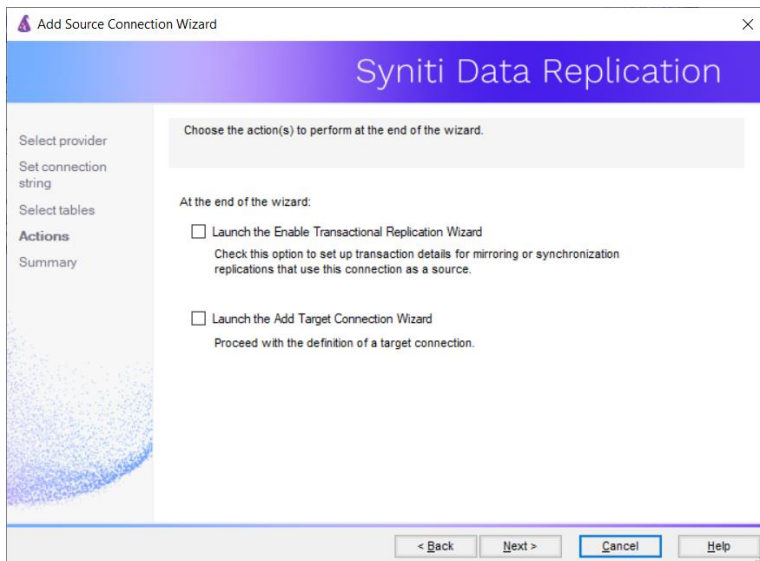 Add Source Connection Wizard
Syniti Data Replication
Select provider
Set connection
string
Select tables
Actions
Summary
Choose the action(s) to perform at the end of the wizard.
At the end of the wizard:
Launch the Enable Transactional Replication Wizard
Check this option to set up transaction details for mirroring or synchronization
replications that use this connection as a source.
Launch the Add Target Connection Wizard
Proceed with the definition of a target connection.
< Back Next > Cancel Help